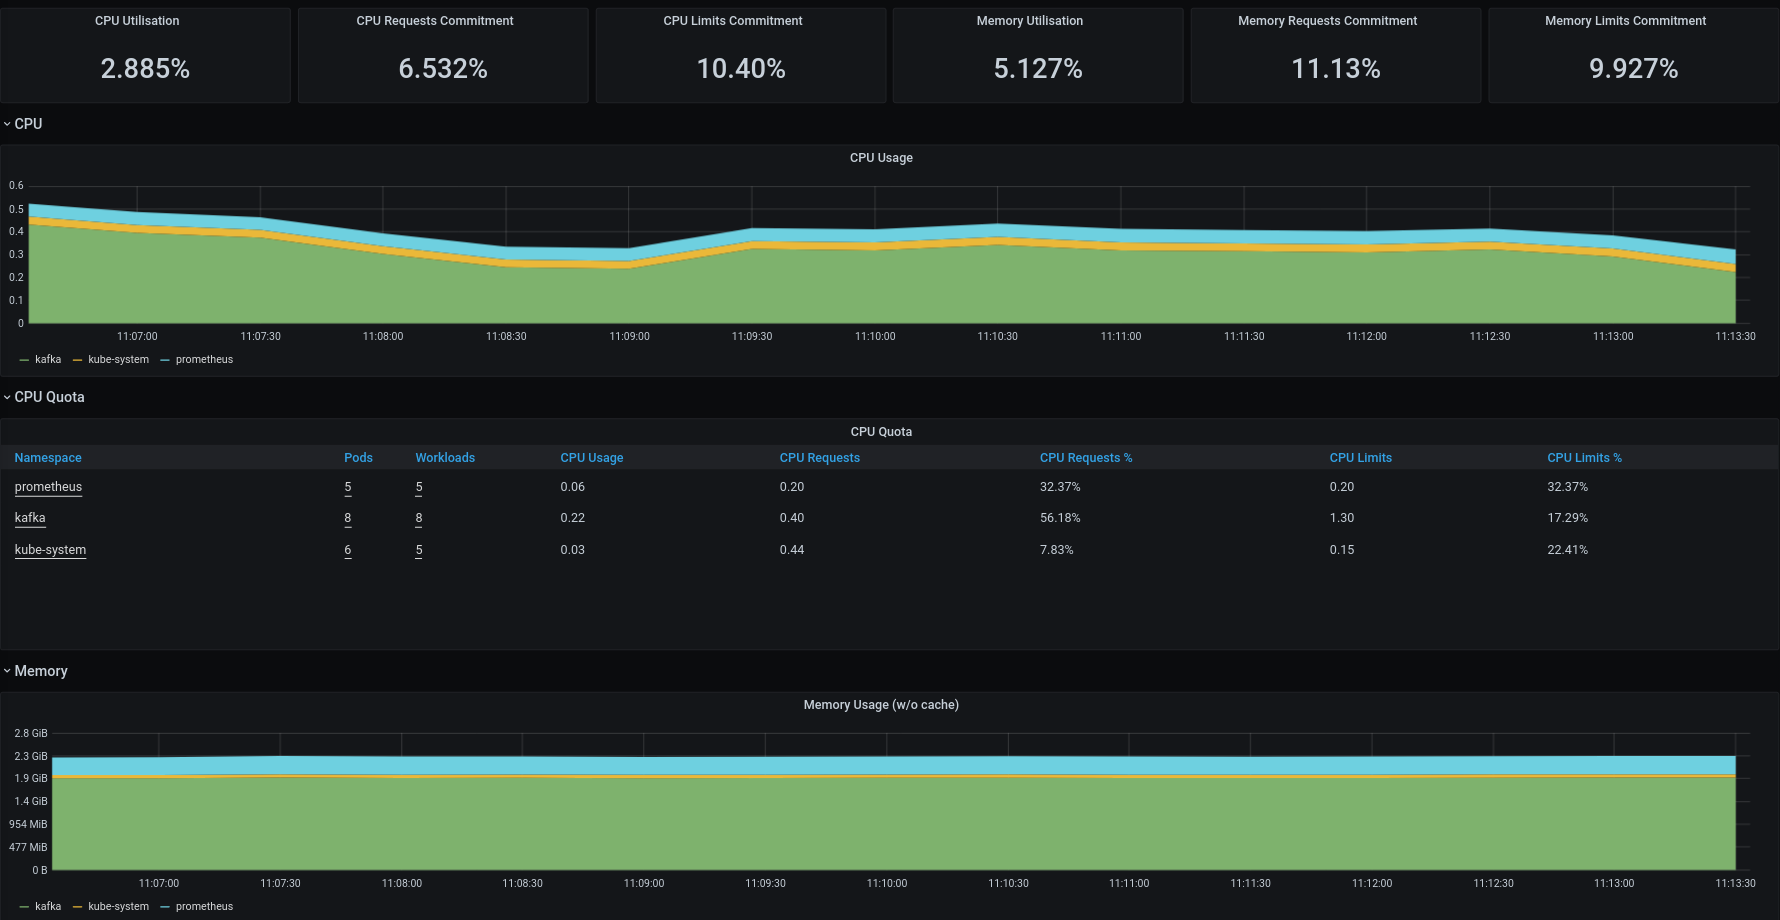 CPU Utilisation CPU Requests Commitment CPU Limits Commitment Memory Utilisation Memory Requests Commitment Memory Limits Commitment
2.885% 6.532% 10.40% 5.127% 11.13% 9.927%
CPU
CPU Usage
0.6
0.5
0.4
0.3
0.2
0.1
0
11:07:00 11:07:30 11:08:00 11:08:30 11:09:00 11:09:30 11:10:00 11:10:30 11:11:00 11:11:30 11:12:00 11:12:30 11:13:00 11:13:30
kafka kube-system prometheus
CPU Quota
CPU Quota
Namespace Pods Workloads CPU Usage CPU Requests CPU Requests % CPU Limits CPU Limits %
prometheus 5 5 0.06 0.20 32.37% 0.20 32.37%
kafka 8 8 0.22 0.40 56.18% 1.30 17.29%
kube-system 6 5 0.03 0.44 7.83% 0.15 22.41%
Memory
Memory Usage (w/o cache)
2.8 GiB
2.3 GiB
1.9 GiB
1.4 GiB
954 MiB
477 MiB
0 B
11:07:00 11:07:30 11:08:00 11:08:30 11:09:00 11:09:30 11:10:00 11:10:30 11:11:00 11:11:30 11:12:00 11:12:30 11:13:00 11:13:30
kafka kube-system prometheus